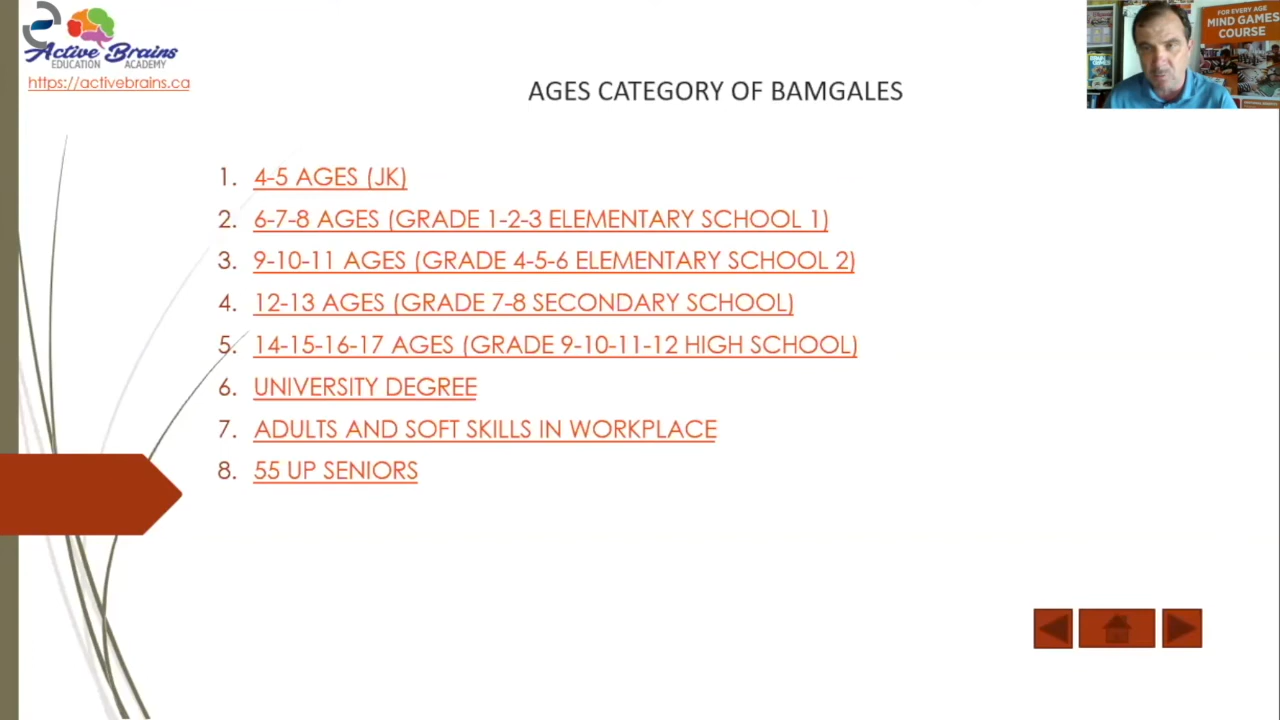 Active Brains
EDUCATION ACADEMY
https://activebrains.ca
FOR EVERY AGE
MIND GAMES
COURSE
AGES CATEGORY OF BAMGALES
1. 4-5 AGES (JK)
2. 6-7-8 AGES (GRADE 1-2-3 ELEMENTARY SCHOOL 1)
3. 9-10-11 AGES (GRADE 4-5-6 ELEMENTARY SCHOOL 2)
4. 12-13 AGES (GRADE 7-8 SECONDARY SCHOOL)
5. 14-15-16-17 AGES (GRADE 9-10-11-12 HIGH SCHOOL)
6. UNIVERSITY DEGREE
7. ADULTS AND SOFT SKILLS IN WORKPLACE
8. 55 UP SENIORS